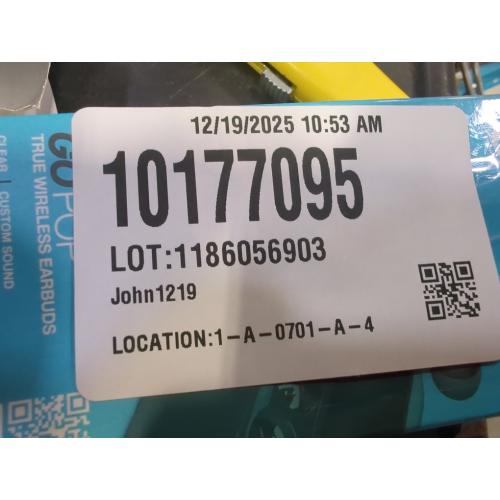 12/19/2025 10:53 AM
10177095
LOT:1186056903
John1219
LOCATION:1-A-0701-A-4
GO POP
TRUE WIRELESS EARBUDS
CLEAR | CUSTOM SOUND